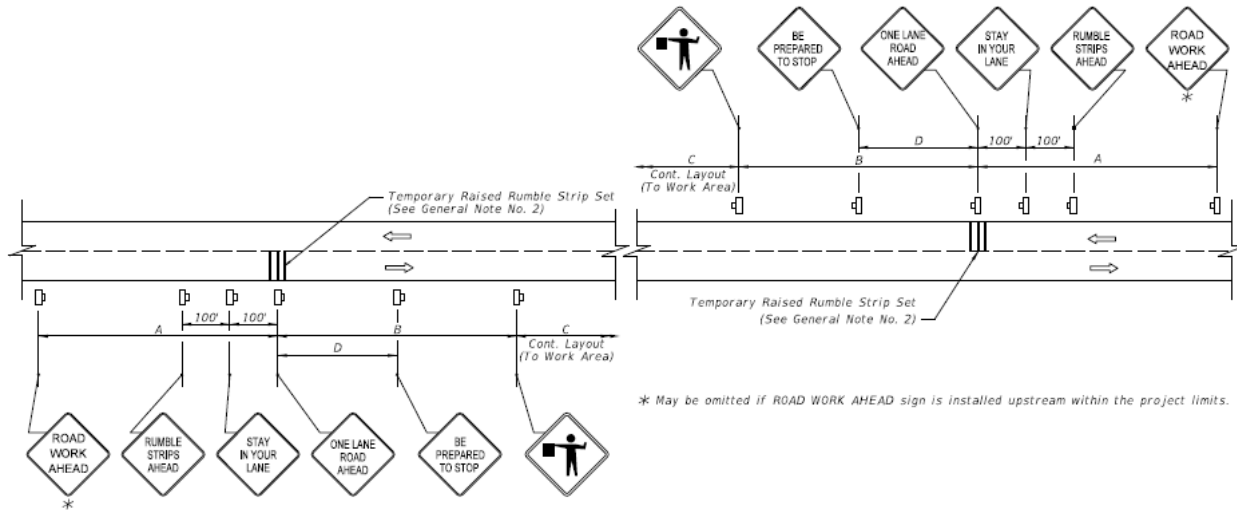 BE
PREPARED
TO STOP
ONE LANE
ROAD
AHEAD
STAY
IN YOUR
LANE
RUMBLE
STRIPS
AHEAD
ROAD
WORK
AHEAD
*
D
100'
100'
C
B
A
Cont. Layout
(To Work Area)
Temporary Raised Rumble Strip Set
(See General Note No. 2)
Temporary Raised Rumble Strip Set
(See General Note No. 2)
100'
100'
A
B
C
Cont. Layout
(To Work Area)
D
* May be omitted if ROAD WORK AHEAD sign is installed upstream within the project limits.
ROAD
WORK
AHEAD
*
RUMBLE
STRIPS
AHEAD
STAY
IN YOUR
LANE
ONE LANE
ROAD
AHEAD
BE
PREPARED
TO STOP